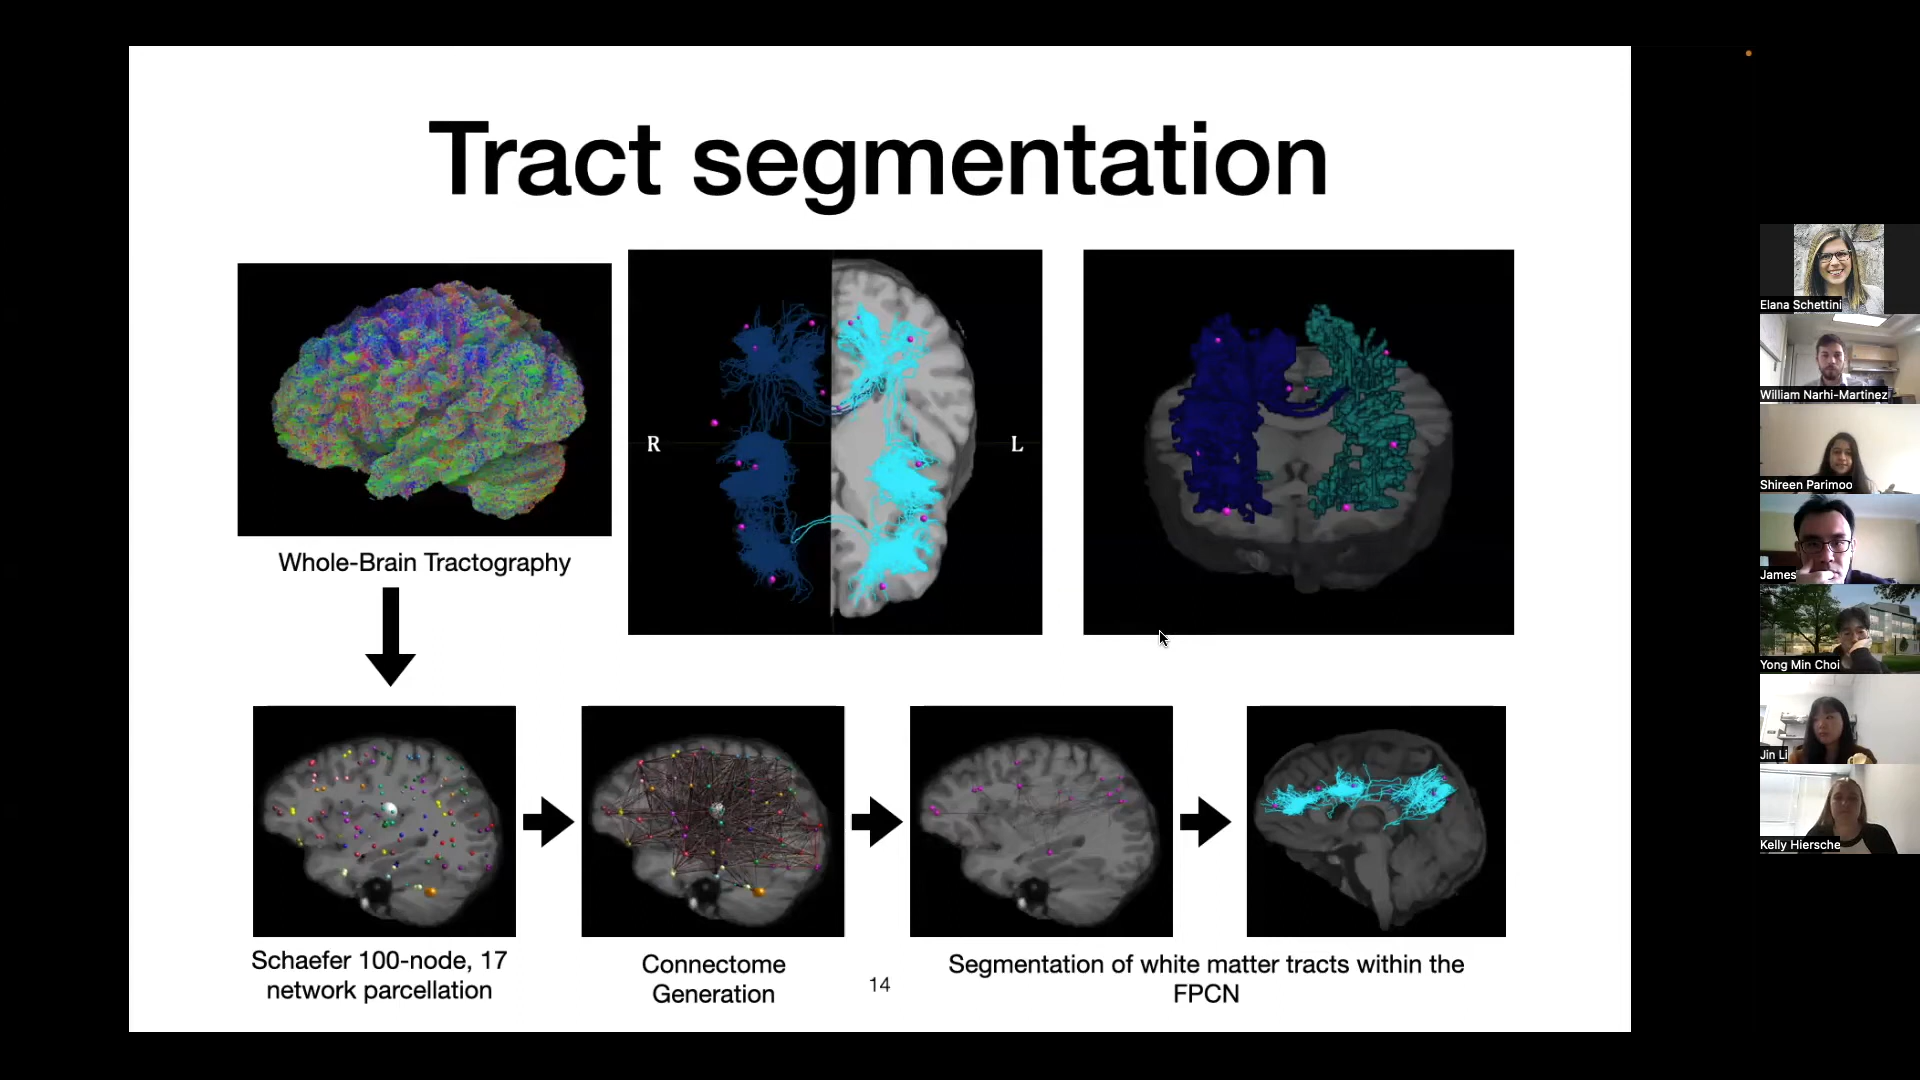 Tract segmentation
R
L
Whole-Brain Tractography
Schaefer 100-node, 17
network parcellation
Connectome
Generation
14
Segmentation of white matter tracts within the
FPCN
Elana Schettini
William Narhi-Martinez
Shireen Parimoo
James
Yong Min Choi
Jin Li
Kelly Hiersche